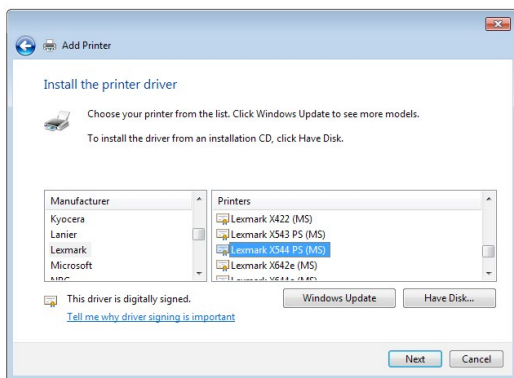 Add Printer
Install the printer driver
Choose your printer from the list. Click Windows Update to see more models.
To install the driver from an installation CD, click Have Disk.
Manufacturer
Kyocera
Lanier
Lexmark
Microsoft
Printers
Lexmark X422 (MS)
Lexmark X543 PS (MS)
Lexmark X544 PS (MS)
Lexmark X642e (MS)
This driver is digitally signed.
Tell me why driver signing is important
Windows Update
Have Disk...
Next
Cancel